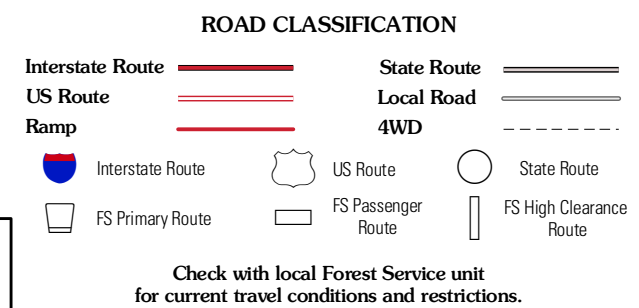 ROAD CLASSIFICATION
Interstate Route
State Route
US Route
Local Road
Ramp
4WD
Interstate Route
US Route
State Route
FS Primary Route
FS Passenger
Route
FS High Clearance
Route
Check with local Forest Service unit
for current travel conditions and restrictions.